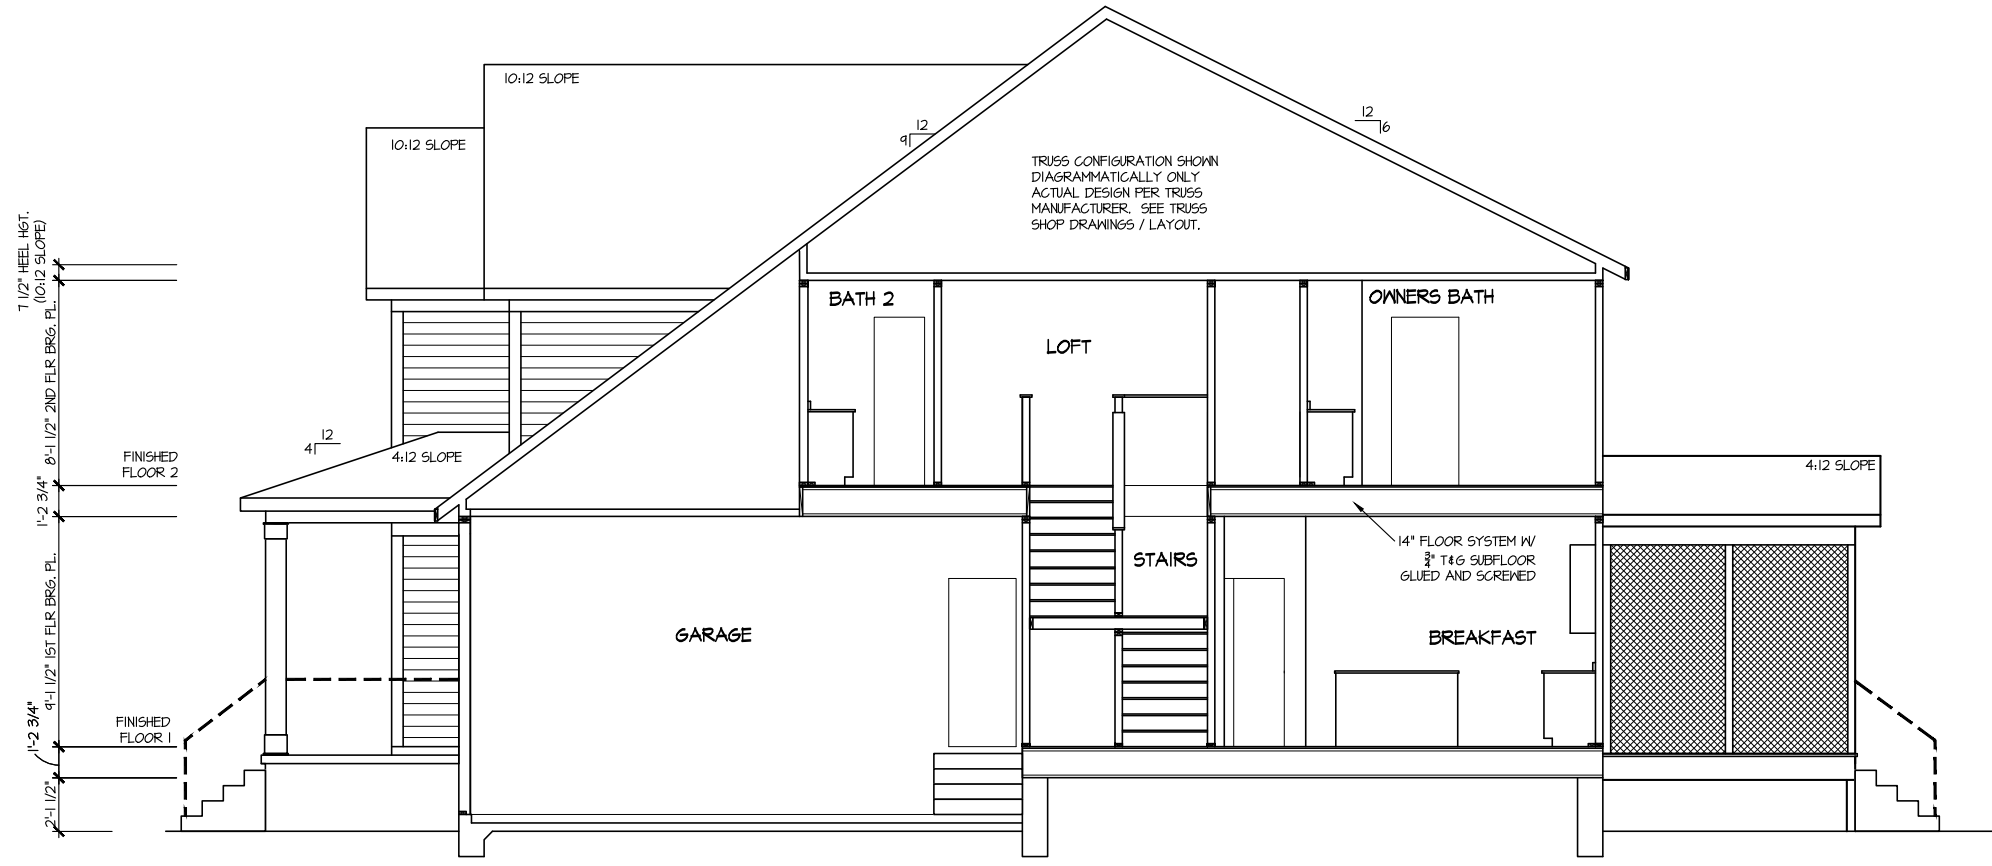 10:12 SLOPE
10:12 SLOPE
12
9
12
6
TRUSS CONFIGURATION SHOWN
DIAGRAMMATICALLY ONLY
ACTUAL DESIGN PER TRUSS
MANUFACTURER. SEE TRUSS
SHOP DRAWINGS / LAYOUT.
7 1/2" HEEL HGT.
(10:12 SLOPE)
8'-1 1/2" 2ND FLR BRG. PL.
1'-2 3/4"
9'-1 1/2" 1ST FLR BRG. PL.
1'-2 3/4"
2'-1 1/2"
BATH 2
OWNERS BATH
LOFT
12
4
4:12 SLOPE
FINISHED
FLOOR 2
4:12 SLOPE
14" FLOOR SYSTEM W/
3/4" T&G SUBFLOOR
GLUED AND SCREWED
STAIRS
GARAGE
BREAKFAST
FINISHED
FLOOR 1